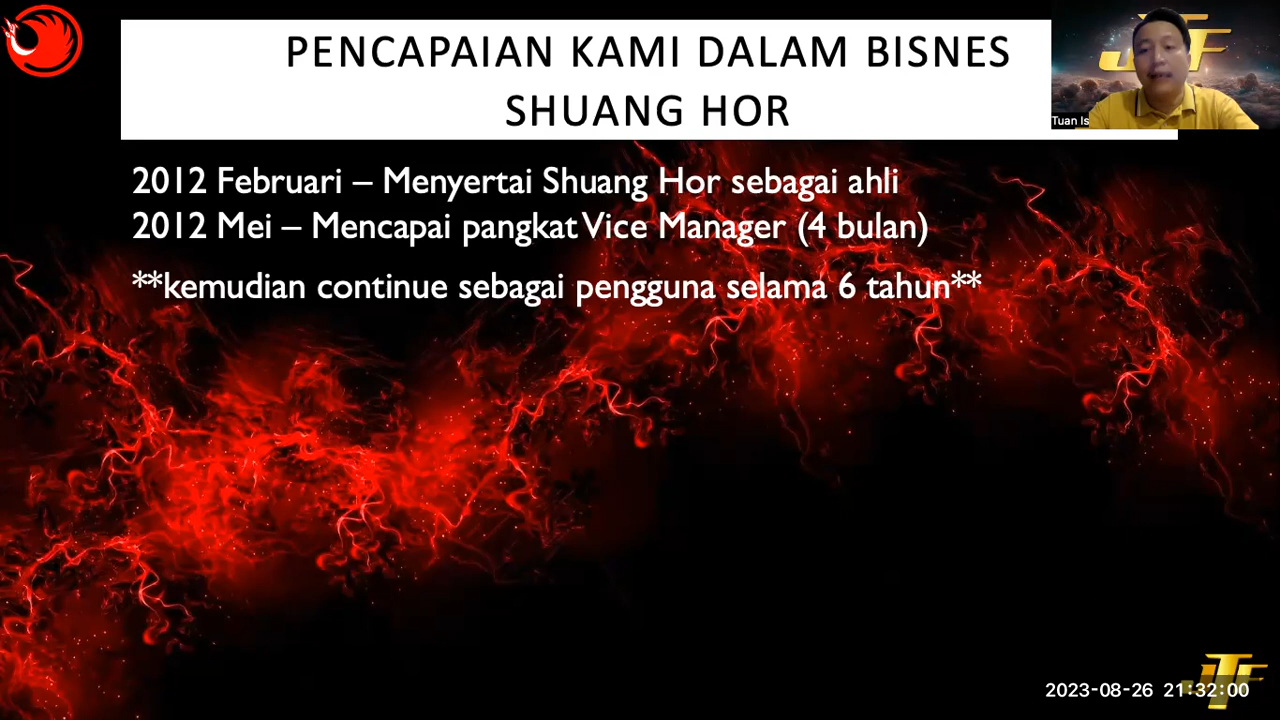 PENCAPAIAN KAMI DALAM BISNES
SHUANG HOR
Tuan Is
2012 Februari – Menyertai Shuang Hor sebagai ahli
2012 Mei – Mencapai pangkat Vice Manager (4 bulan)
**kemudian continue sebagai pengguna selama 6 tahun**
JTF
2023-08-26 21:32:00